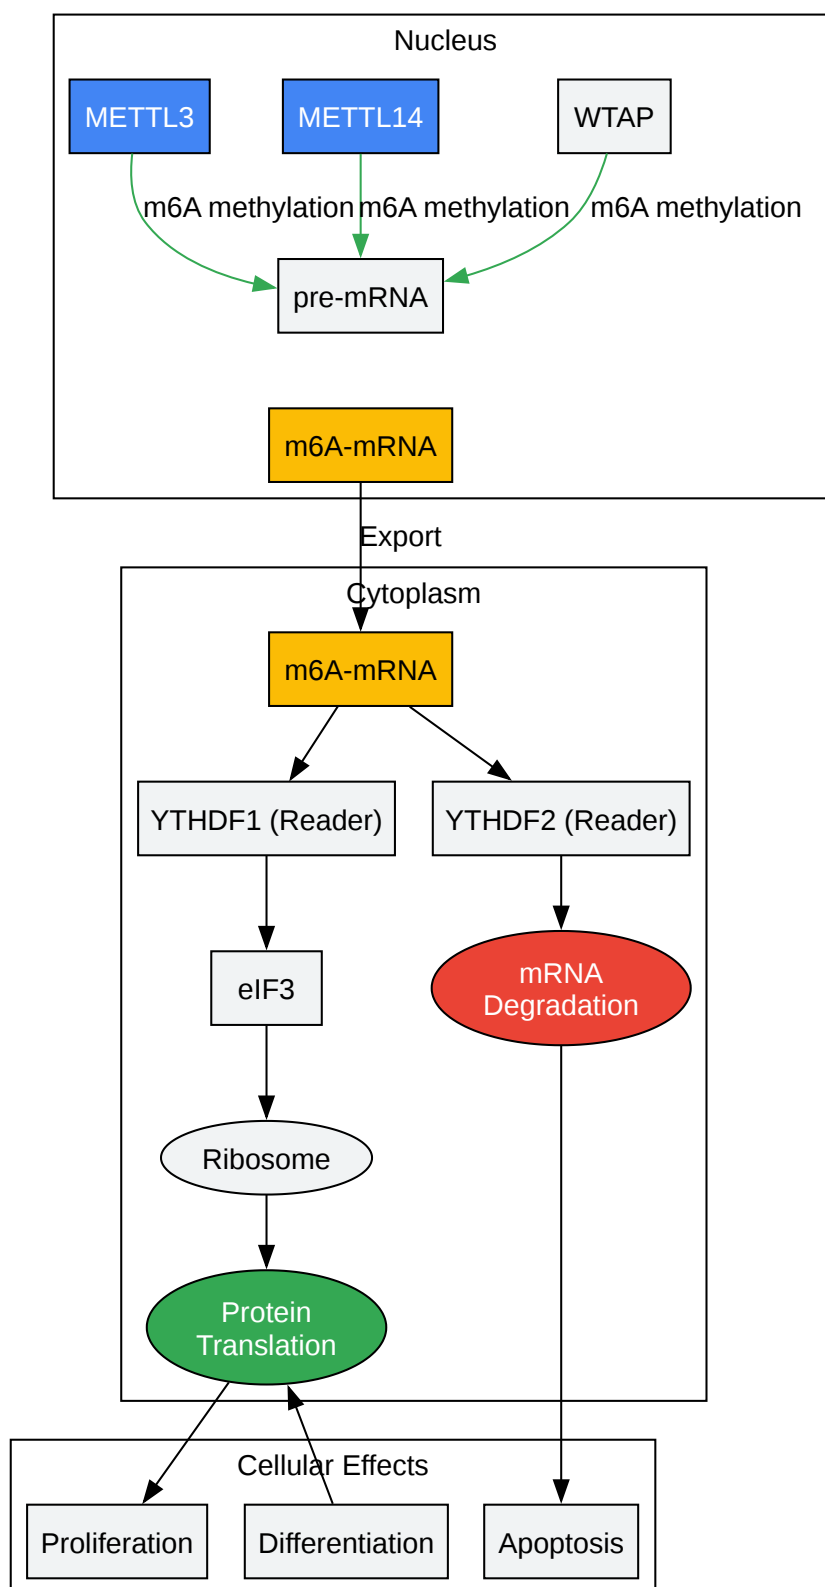 Nucleus
METTL3
METTL14
WTAP
m6A methylation
m6A methylation
m6A methylation
pre-mRNA
m6A-mRNA
Export
Cytoplasm
m6A-mRNA
YTHDF1 (Reader)
YTHDF2 (Reader)
eIF3
mRNA
Degradation
Ribosome
Protein
Translation
Cellular Effects
Proliferation
Differentiation
Apoptosis